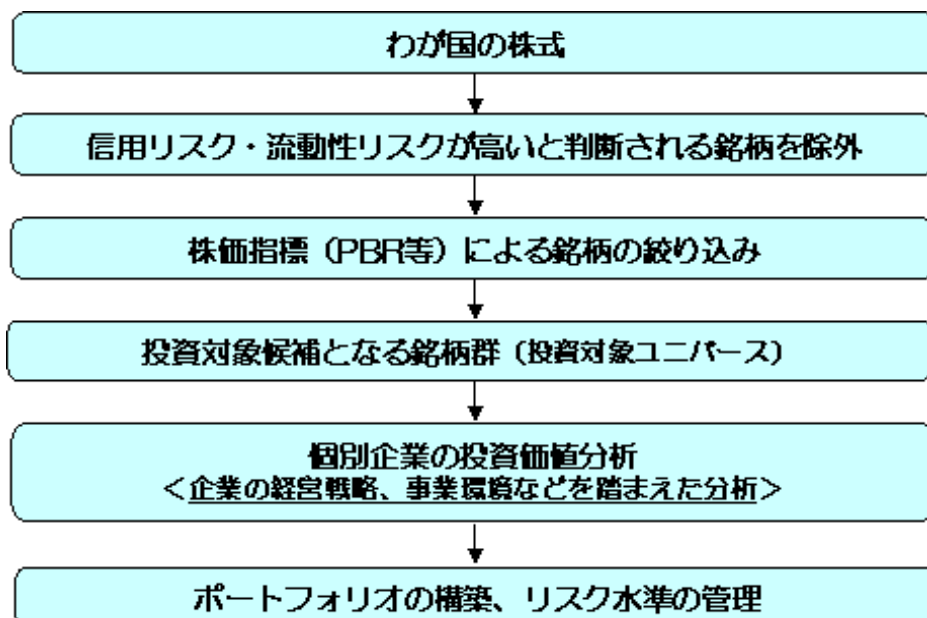 わが国の株式
信用リスク・流動性リスクが高いと判断される銘柄を除外
株価指標（PBR等）による銘柄の絞り込み
投資対象候補となる銘柄群（投資対象ユニバース）
個別企業の投資価値分析
＜企業の経営戦略、事業環境などを踏まえた分析＞
ポートフォリオの構築、リスク水準の管理